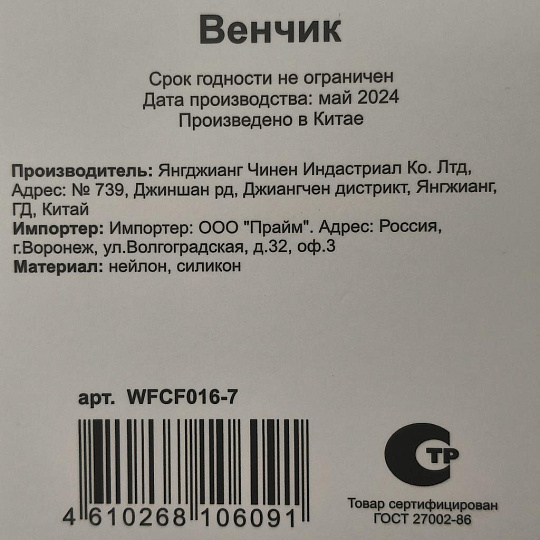 Венчик
Срок годности не ограничен
Дата производства: май 2024
Произведено в Китае
Производитель: Янгджианг Чинен Индастриал Ко. Лтд,
Адрес: № 739, Джиншан рд, Джиангчен дистрикт, Янгжианг,
ГД, Китай
Импортер: Импортер: ООО "Прайм". Адрес: Россия,
г.Воронеж, ул.Волгоградская, д.32, оф.3
Материал: нейлон, силикон
арт. WFCF016-7
4 610268 106091
СТР
Товар сертифицирован
ГОСТ 27002-86